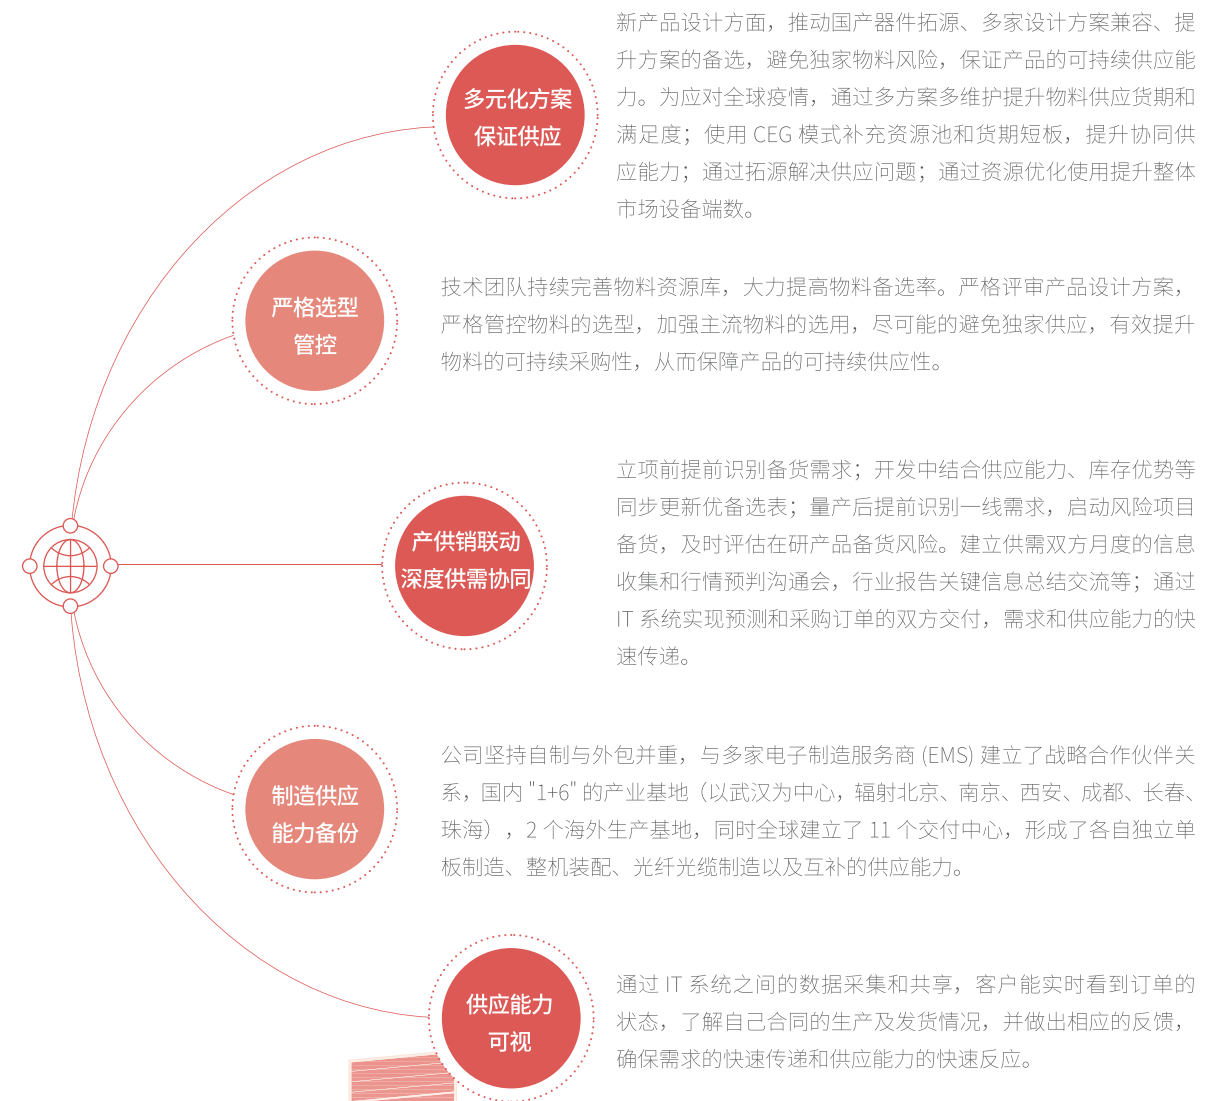 多元化方案
保证供应
新产品设计方面，推动国产器件拓源、多家设计方案兼容、提
升方案的备选，避免独家物料风险，保证产品的可持续供应能
力。为应对全球疫情，通过多方案多维护提升物料供应货期和
满足度；使用 CEG 模式补充资源池和货期短板，提升协同供
应能力；通过拓源解决供应问题；通过资源优化使用提升整体
市场设备端数。
严格选型
管控
技术团队持续完善物料资源库，大力提高物料备选率。严格评审产品设计方案，
严格管控物料的选型，加强主流物料的选用，尽可能的避免独家供应，有效提升
物料的可持续采购性，从而保障产品的可持续供应性。
产供销联动
深度供需协同
立项前提前识别备货需求；开发中结合供应能力、库存优势等
同步更新优备选表；量产后提前识别一线需求，启动风险项目
备货，及时评估在研产品备货风险。建立供需双方月度的信息
收集和行情预判沟通会，行业报告关键信息总结交流等；通过
IT 系统实现预测和采购订单的双方交付，需求和供应能力的快
速传递。
制造供应
能力备份
公司坚持自制与外包并重，与多家电子制造服务商 (EMS) 建立了战略合作伙伴关
系，国内 "1+6" 的产业基地（以武汉为中心，辐射北京、南京、西安、成都、长春、
珠海），2 个海外生产基地，同时全球建立了 11 个交付中心，形成了各自独立单
板制造、整机装配、光纤光缆制造以及互补的供应能力。
供应能力
可视
通过 IT 系统之间的数据采集和共享，客户能实时看到订单的
状态，了解自己合同的生产及发货情况，并做出相应的反馈，
确保需求的快速传递和供应能力的快速反应。